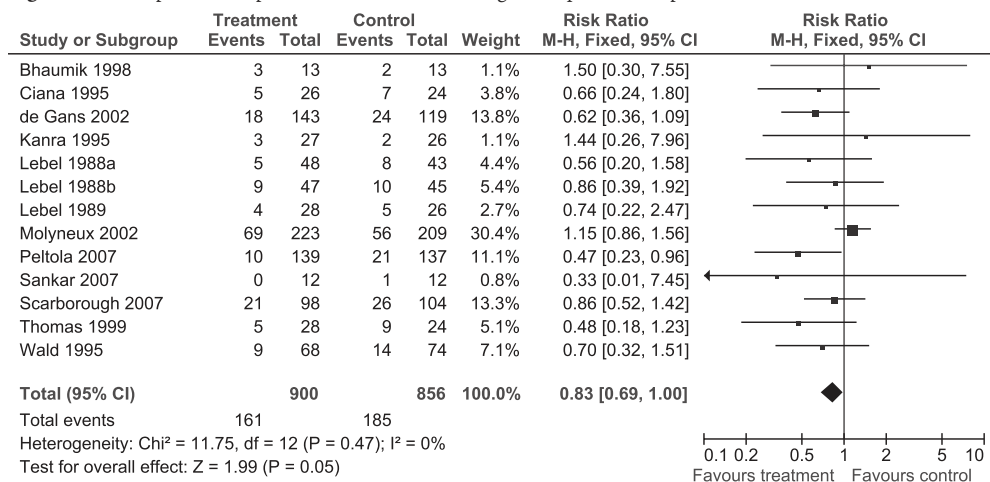 Treatment Control Risk Ratio Risk Ratio
Study or Subgroup Events Total Events Total Weight M-H, Fixed, 95% CI M-H, Fixed, 95% CI
Bhaumik 1998 3 13 2 13 1.1% 1.50 [0.30, 7.55]
Ciana 1995 5 26 7 24 3.8% 0.66 [0.24, 1.80]
de Gans 2002 18 143 24 119 13.8% 0.62 [0.36, 1.09]
Kanra 1995 3 27 2 26 1.1% 1.44 [0.26, 7.96]
Lebel 1988a 5 48 8 43 4.4% 0.56 [0.20, 1.58]
Lebel 1988b 9 47 10 45 5.4% 0.86 [0.39, 1.92]
Lebel 1989 4 28 5 26 2.7% 0.74 [0.22, 2.47]
Molyneux 2002 69 223 56 209 30.4% 1.15 [0.86, 1.56]
Peltola 2007 10 139 21 137 11.1% 0.47 [0.23, 0.96]
Sankar 2007 0 12 1 12 0.8% 0.33 [0.01, 7.45]
Scarborough 2007 21 98 26 104 13.3% 0.86 [0.52, 1.42]
Thomas 1999 5 28 9 24 5.1% 0.48 [0.18, 1.23]
Wald 1995 9 68 14 74 7.1% 0.70 [0.32, 1.51]
Total (95% CI) 900 856 100.0% 0.83 [0.69, 1.00]
Total events 161 185
Heterogeneity: Chi² = 11.75, df = 12 (P = 0.47); I² = 0%
Test for overall effect: Z = 1.99 (P = 0.05)
0.1 0.2 0.5 1 2 5 10
Favours treatment Favours control